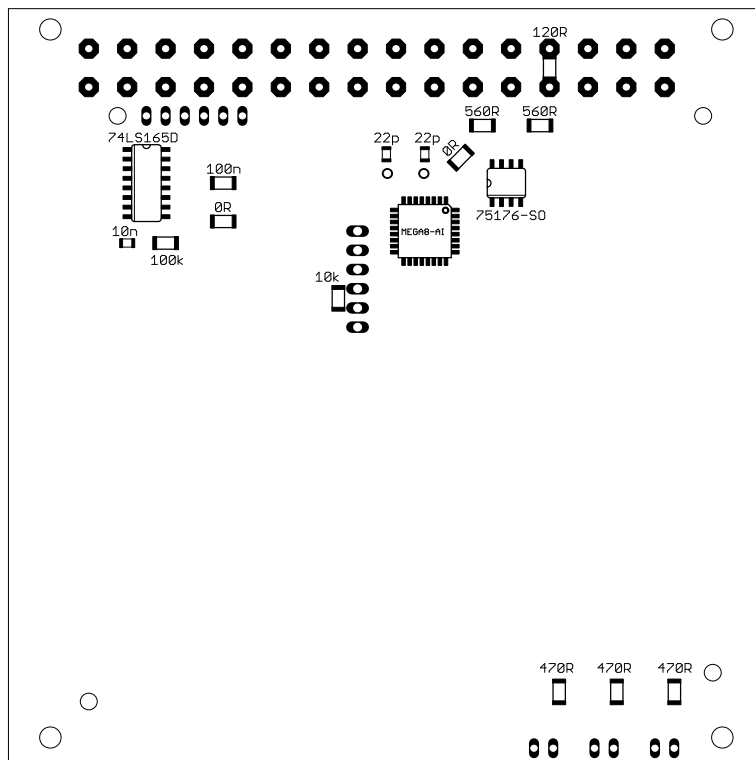 120R
560R 560R
74LS165D
22p 22p
0R
100n
0R
75176-SO
MEGA8-AI
10n
100k
10k
470R 470R 470R